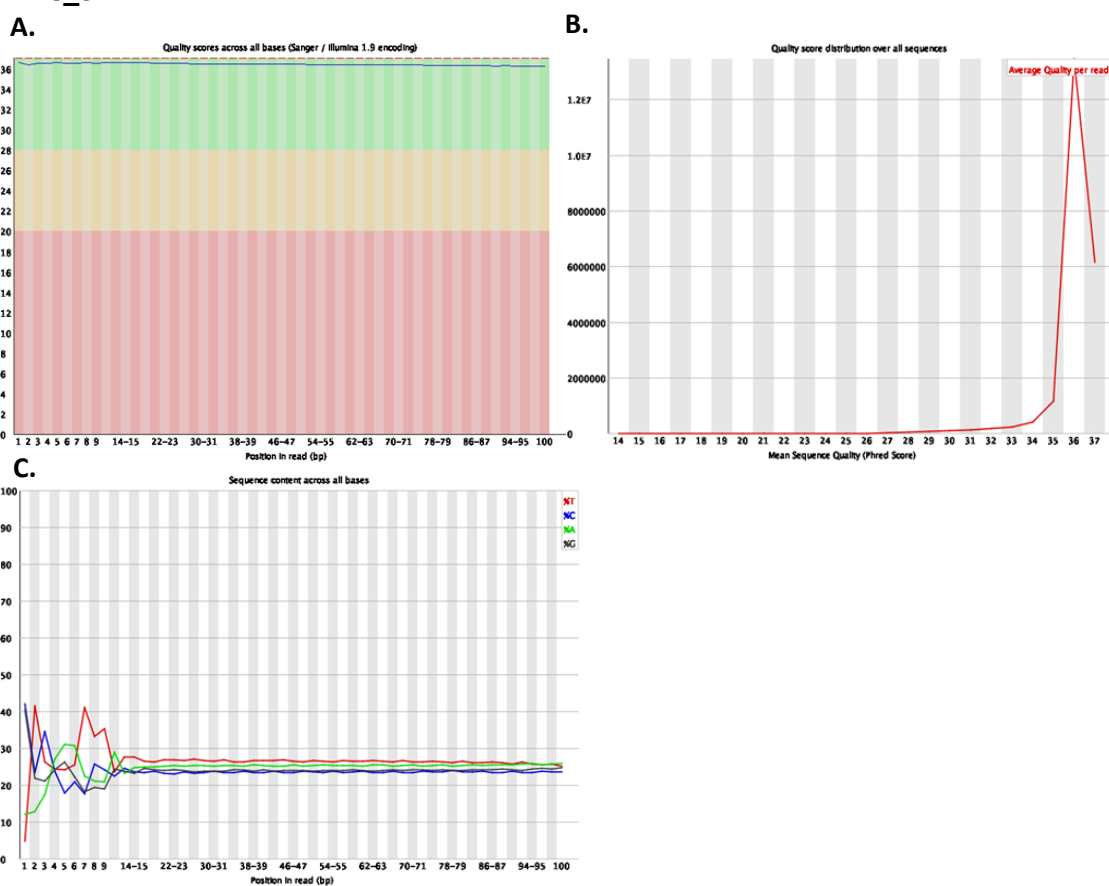 A.
Quality scores across all bases (Sanger / Illumina 1.9 encoding)
36
34
32
30
28
26
24
22
20
18
16
14
12
10
8
6
4
2
0
1 2 3 4 5 6 7 8 9 14-15 22-23 30-31 38-39 46-47 54-55 62-63 70-71 78-79 86-87 94-95 100
Position in read (bp)
B.
Quality score distribution over all sequences
Average Quality per read
1.2E7
1.0E7
8000000
6000000
4000000
2000000
0
14 15 16 17 18 19 20 21 22 23 24 25 26 27 28 29 30 31 32 33 34 35 36 37
Mean Sequence Quality (Phred Score)
C.
Sequence content across all bases
%T
%C
%A
%G
100
90
80
70
60
50
40
30
20
10
0
1 2 3 4 5 6 7 8 9 14-15 22-23 30-31 38-39 46-47 54-55 62-63 70-71 78-79 86-87 94-95 100
Position in read (bp)